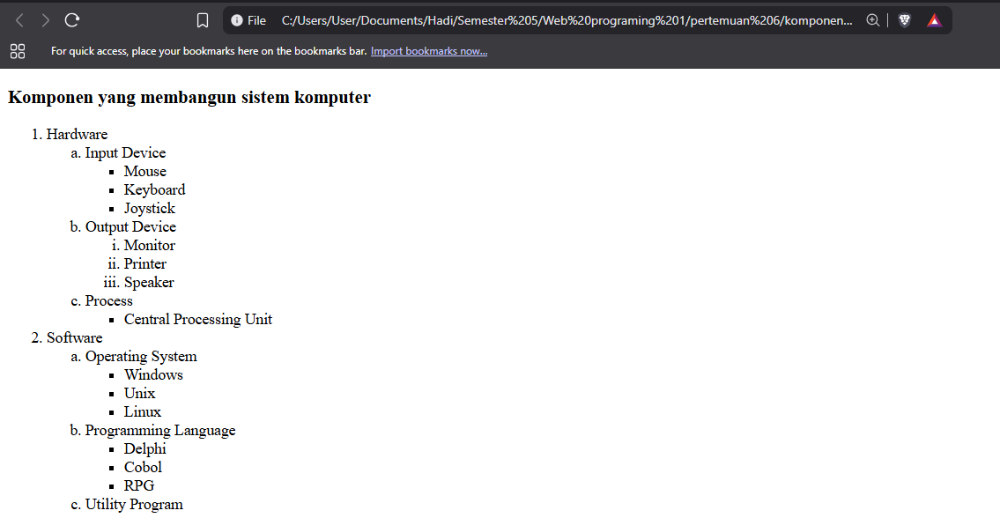 File C:/Users/User/Documents/Hadi/Semester%205/Web%20programing%201/pertemuan%206/komponen...
For quick access, place your bookmarks here on the bookmarks bar. Import bookmarks now...
Komponen yang membangun sistem komputer
1. Hardware
a. Input Device
▪ Mouse
▪ Keyboard
▪ Joystick
b. Output Device
i. Monitor
ii. Printer
iii. Speaker
c. Process
▪ Central Processing Unit
2. Software
a. Operating System
▪ Windows
▪ Unix
▪ Linux
b. Programming Language
▪ Delphi
▪ Cobol
▪ RPG
c. Utility Program